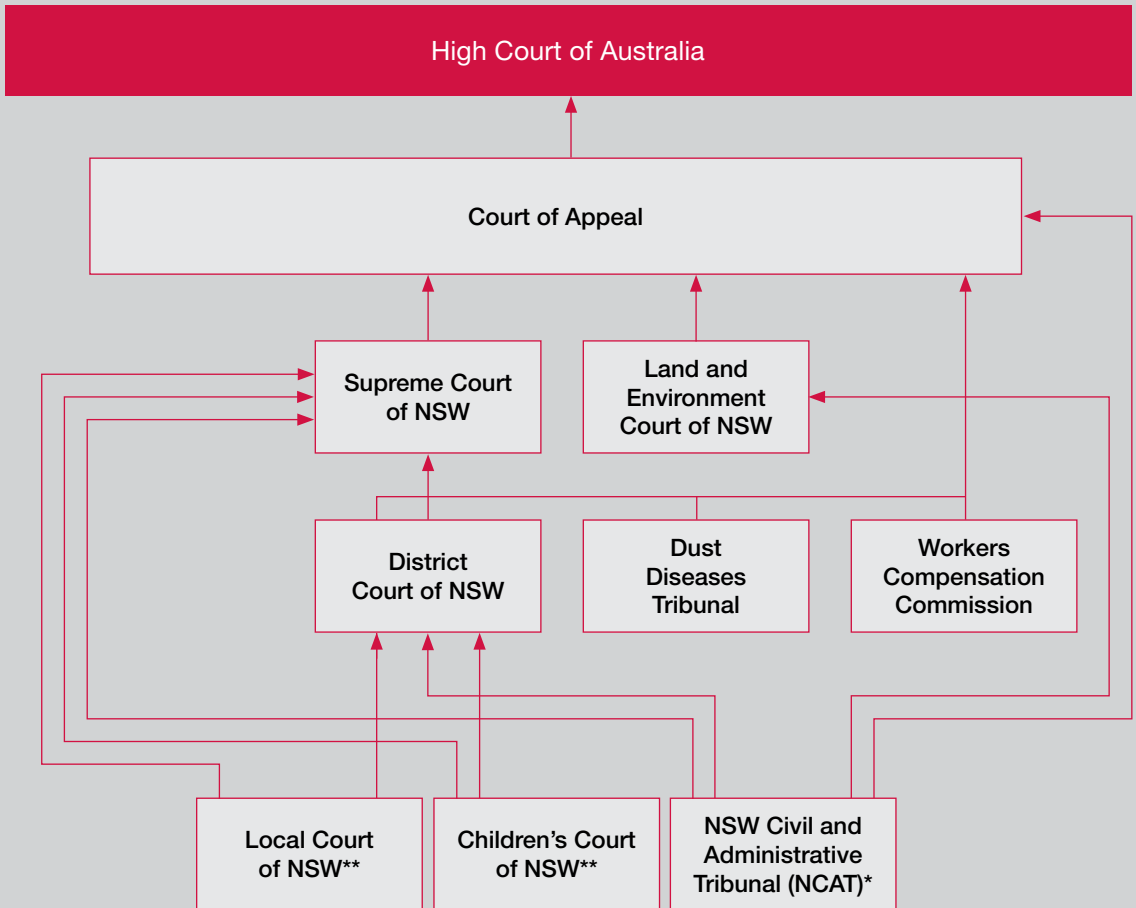 High Court of Australia
Court of Appeal
Supreme Court
of NSW
Land and
Environment
Court of NSW
District
Court of NSW
Dust
Diseases
Tribunal
Workers
Compensation
Commission
Local Court
of NSW**
Children's Court
of NSW**
NSW Civil and
Administrative
Tribunal (NCAT)*